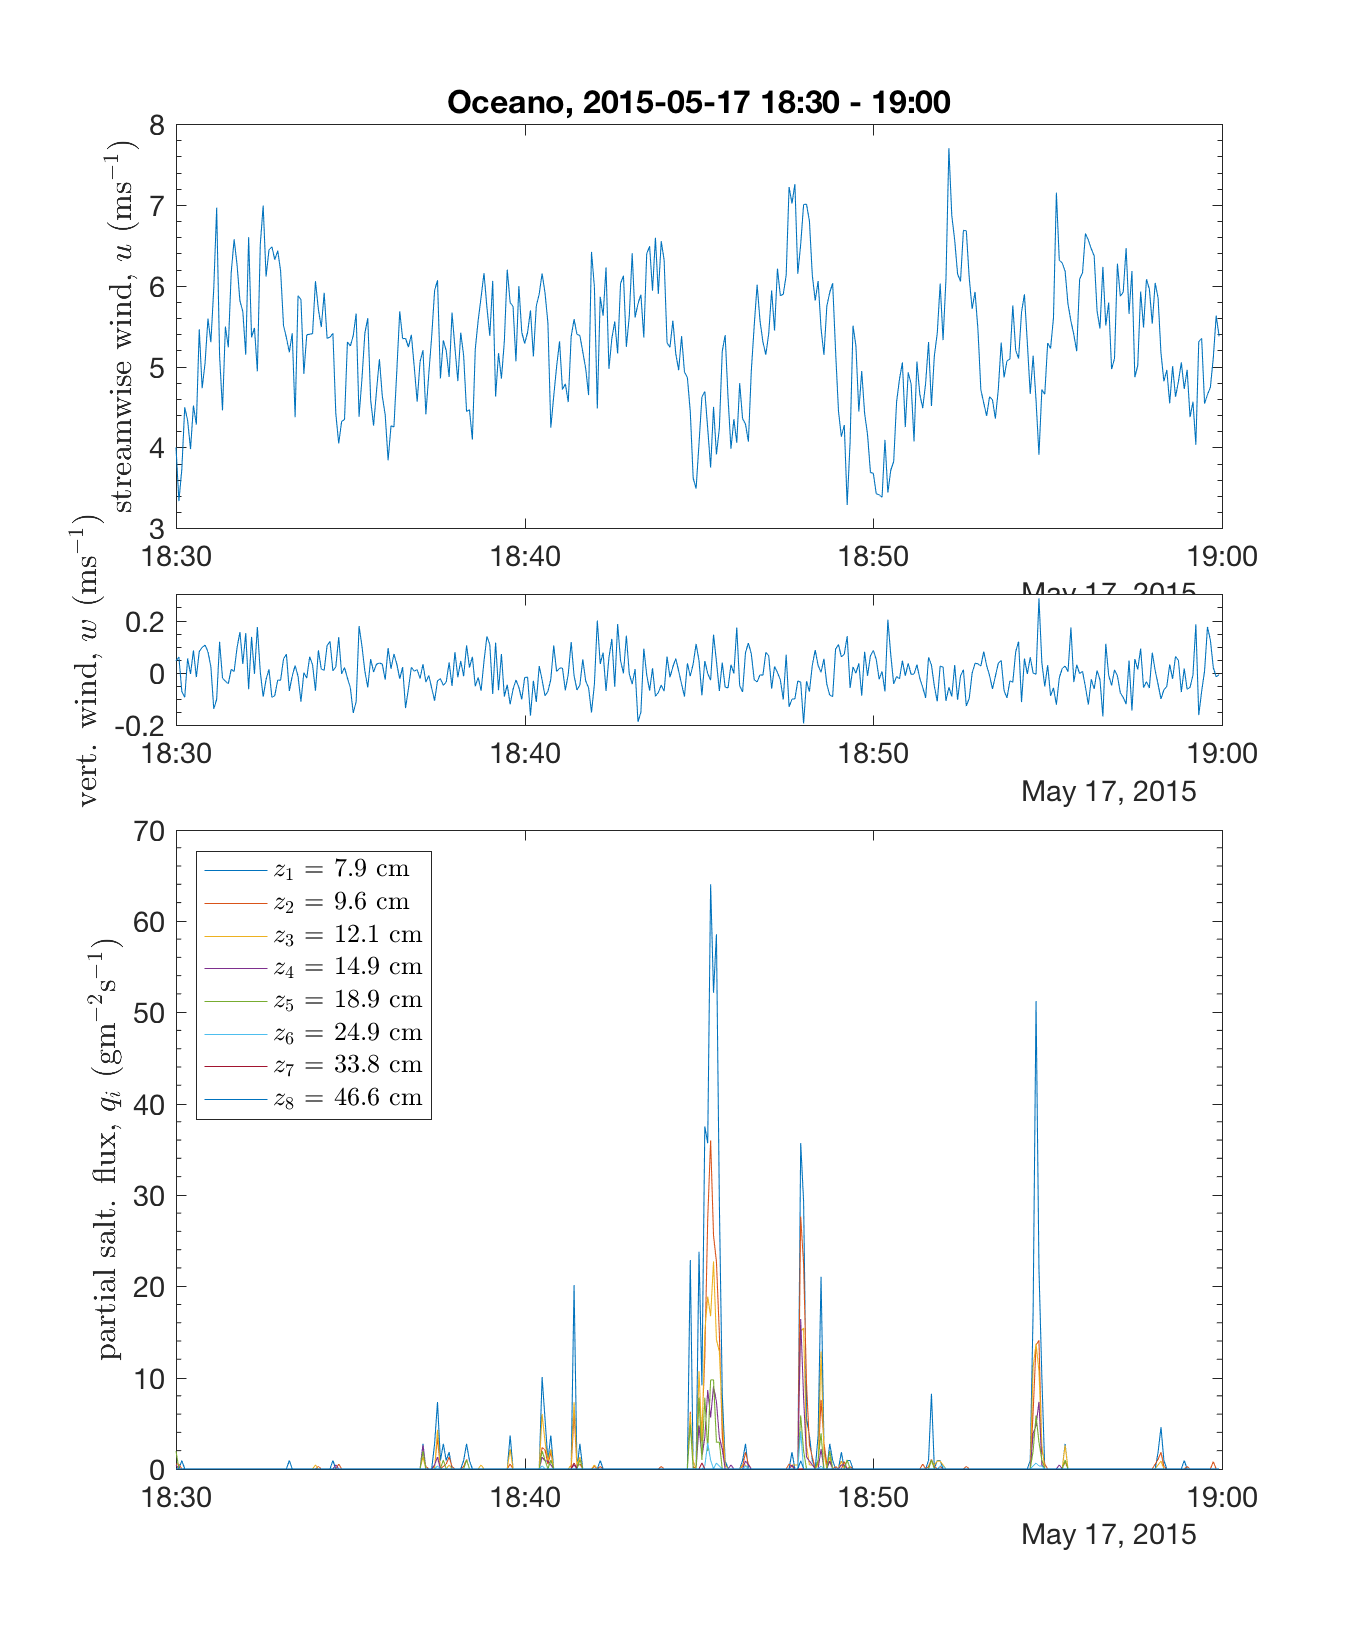 Oceano, 2015-05-17 18:30 - 19:00
streamwise wind, u (ms⁻¹)
8
7
6
5
4
3
18:30 18:40 18:50 19:00
May 17, 2015
vert. wind, w (ms⁻¹)
0.2
0
-0.2
18:30 18:40 18:50 19:00
May 17, 2015
partial salt. flux, qᵢ (gm⁻²s⁻¹)
70
60
50
40
30
20
10
0
z₁ = 7.9 cm
z₂ = 9.6 cm
z₃ = 12.1 cm
z₄ = 14.9 cm
z₅ = 18.9 cm
z₆ = 24.9 cm
z₇ = 33.8 cm
z₈ = 46.6 cm
18:30 18:40 18:50 19:00
May 17, 2015